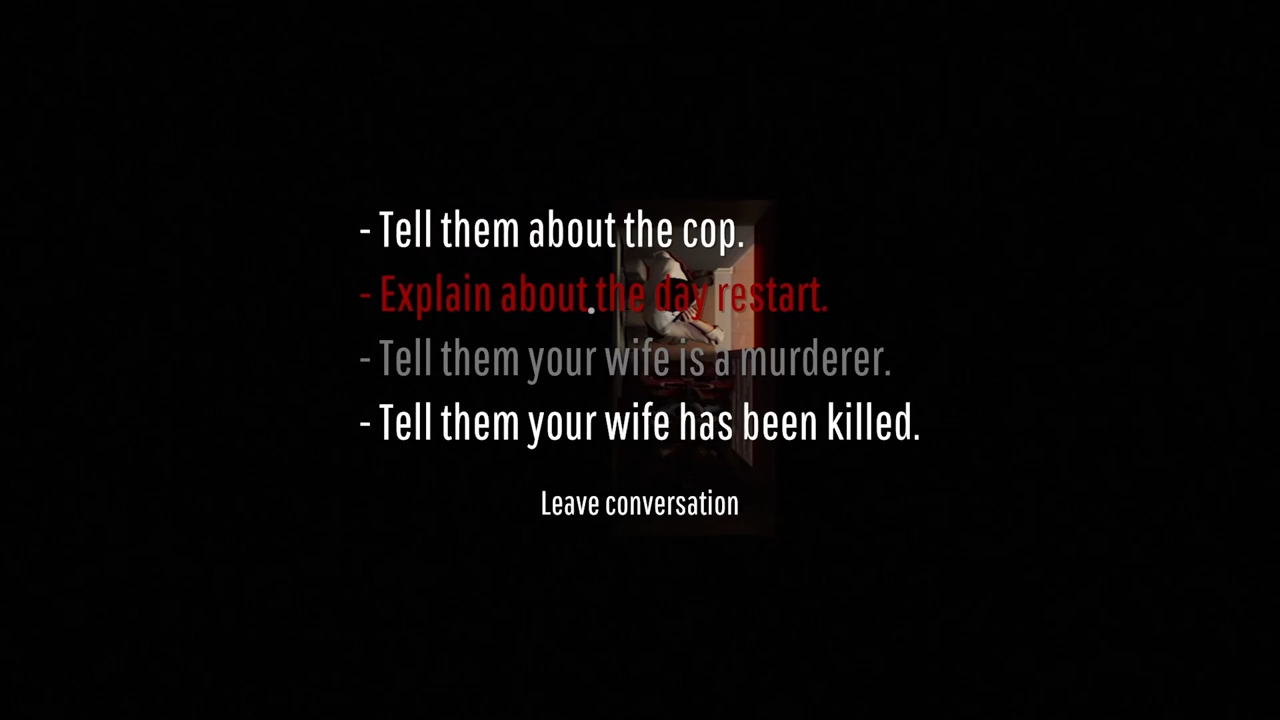 - Tell them about the cop.
- Explain about the day restart.
- Tell them your wife is a murderer.
- Tell them your wife has been killed.
Leave conversation